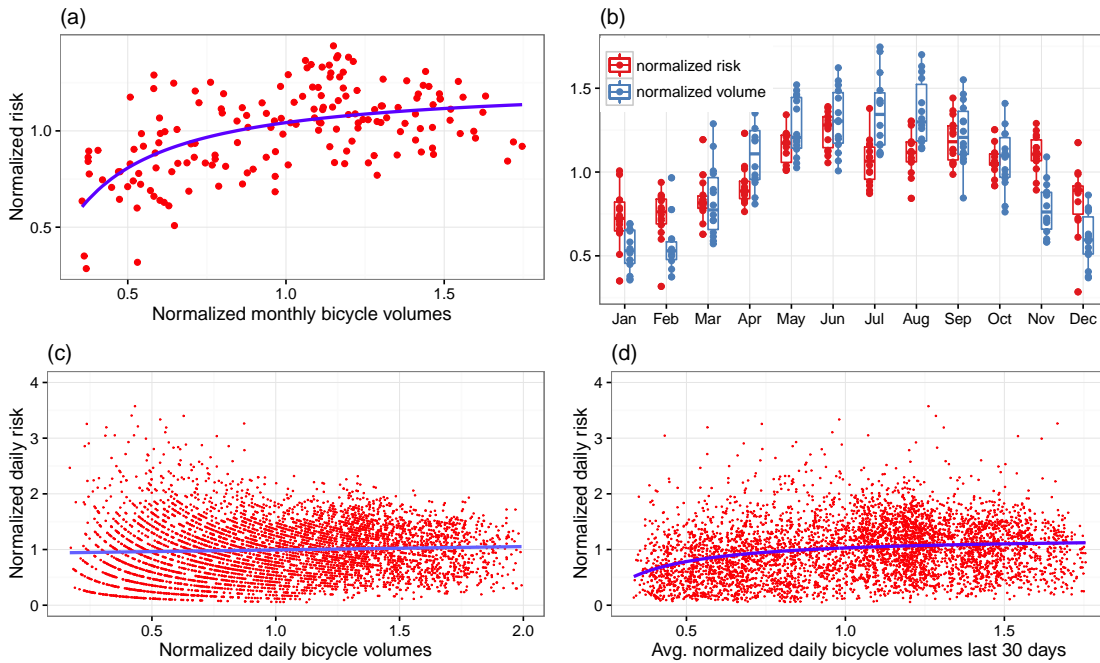 (a)
Normalized risk
1.0
0.5
0.5
1.0
1.5
Normalized monthly bicycle volumes
(b)
normalized risk
normalized volume
1.5
1.0
0.5
Jan Feb Mar Apr May Jun Jul Aug Sep Oct Nov Dec
(c)
Normalized daily risk
4
3
2
1
0
0.5
1.0
1.5
2.0
Normalized daily bicycle volumes
(d)
Normalized daily risk
4
3
2
1
0
0.5
1.0
1.5
Avg. normalized daily bicycle volumes last 30 days